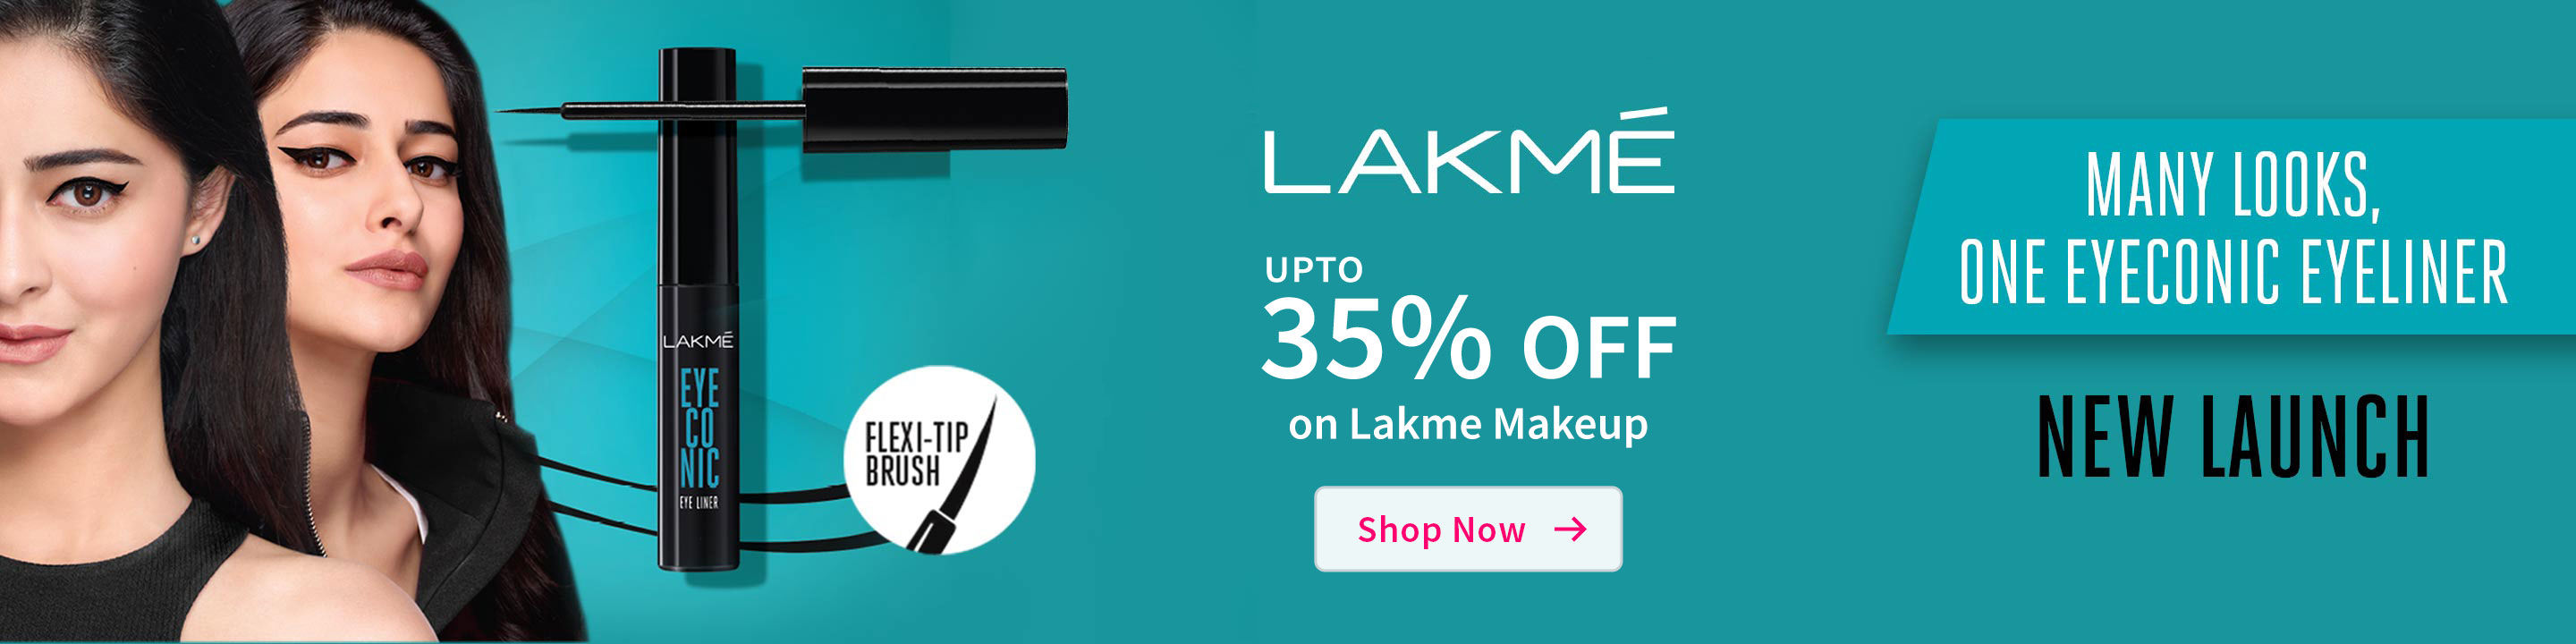 LAKMÉ
EYE
CO
NIC
EYE LINER
FLEXI-TIP
BRUSH
LAKMÉ
UPTO
35% OFF
on Lakme Makeup
Shop Now →
MANY LOOKS,
ONE EYECONIC EYELINER
NEW LAUNCH